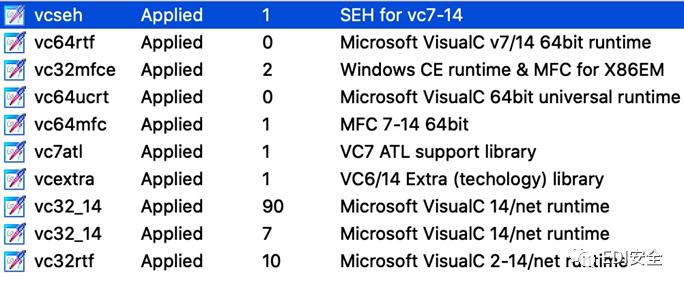 vcseh Applied 1 SEH for vc7-14
vc64rtf Applied 0 Microsoft VisualC v7/14 64bit runtime
vc32mfce Applied 2 Windows CE runtime & MFC for X86EM
vc64ucrt Applied 0 Microsoft VisualC 64bit universal runtime
vc64mfc Applied 1 MFC 7-14 64bit
vc7atl Applied 1 VC7 ATL support library
vcextra Applied 1 VC6/14 Extra (techology) library
vc32_14 Applied 90 Microsoft VisualC 14/net runtime
vc32_14 Applied 7 Microsoft VisualC 14/net runtime
vc32rtf Applied 10 Microsoft VisualC 2-14/net runtime
EDI安全